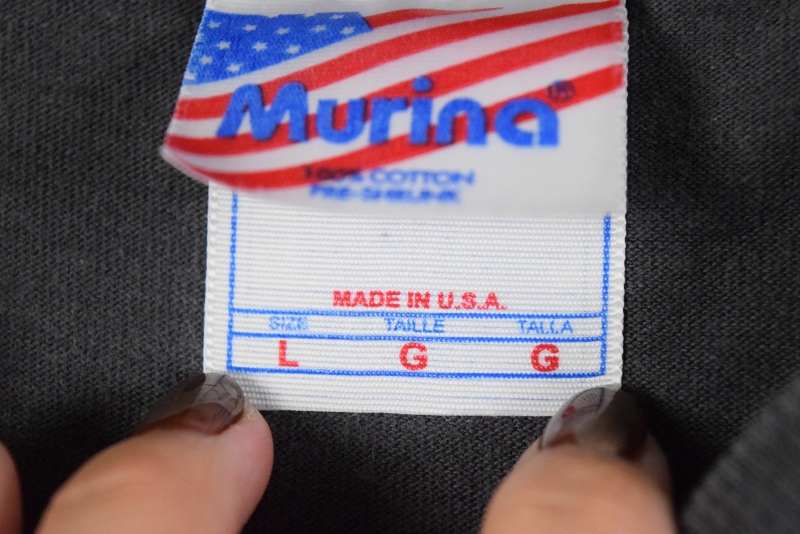 Murina®
100% COTTON
PRE-SHRUNK
MADE IN U.S.A.
SIZE TAILLE TALLA
L G G